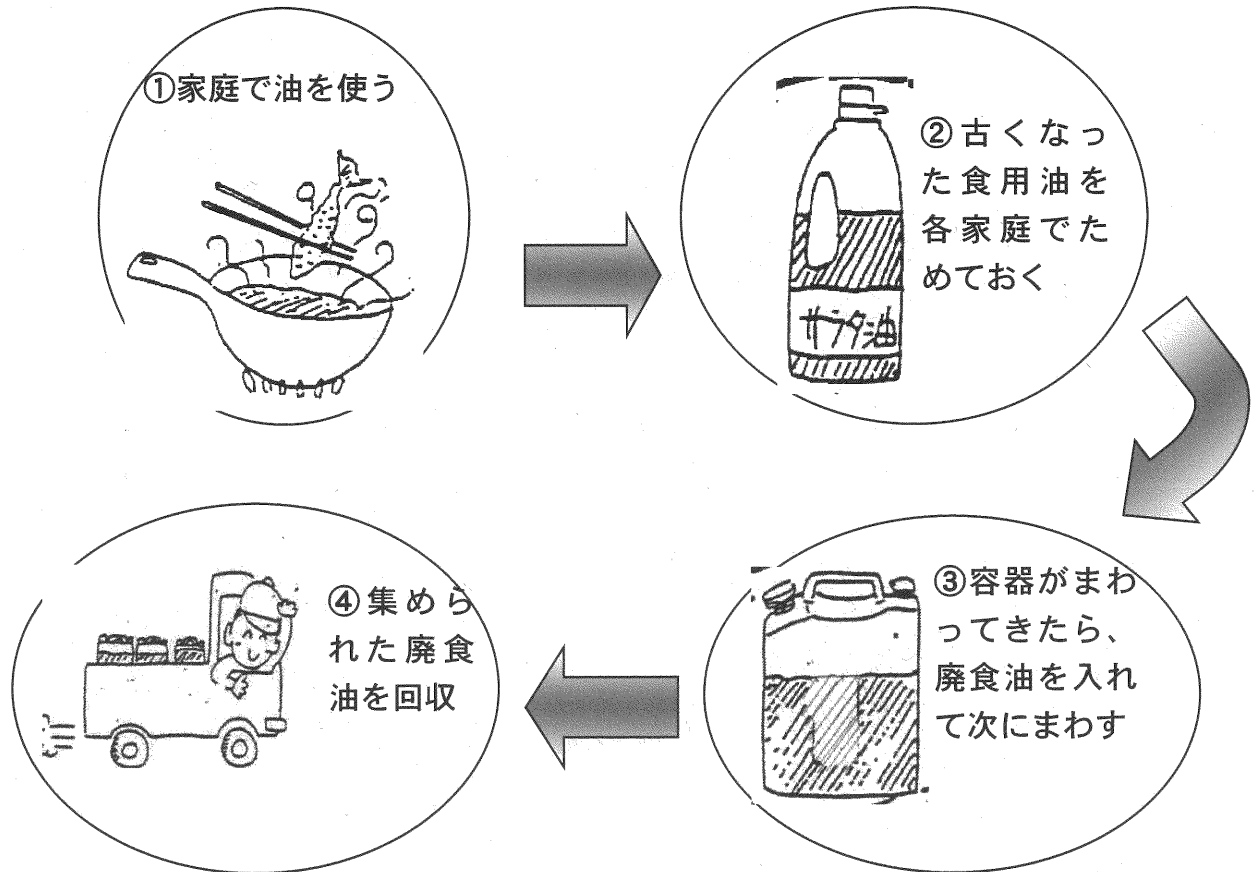 ①家庭で油を使う
②古くなっ
た食用油を
各家庭でた
めておく
サラダ油
③容器がまわ
ってきたら、
廃食油を入れ
て次にまわす
④集めら
れた廃食
油を回収